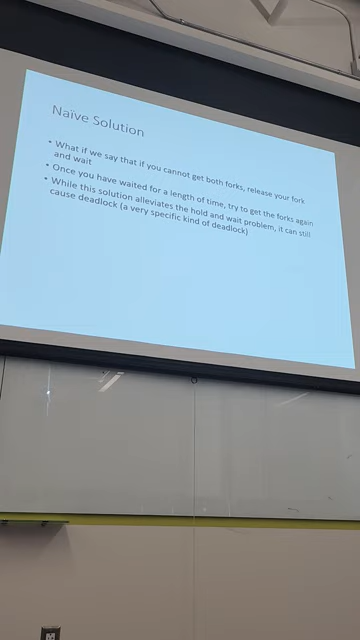 Naïve Solution
• What if we say that if you cannot get both forks, release your fork
and wait
• Once you have waited for a length of time, try to get the forks again
• While this solution alleviates the hold and wait problem, it can still
cause deadlock (a very specific kind of deadlock)